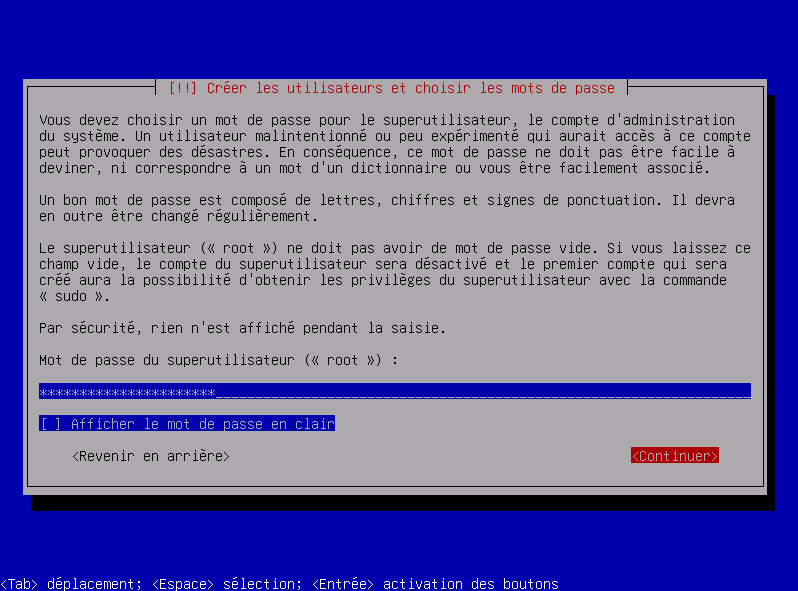 [!!] Créer les utilisateurs et choisir les mots de passe
Vous devez choisir un mot de passe pour le superutilisateur, le compte d'administration
du système. Un utilisateur malintentionné ou peu expérimenté qui aurait accès à ce compte
peut provoquer des désastres. En conséquence, ce mot de passe ne doit pas être facile à
deviner, ni correspondre à un mot d'un dictionnaire ou vous être facilement associé.
Un bon mot de passe est composé de lettres, chiffres et signes de ponctuation. Il devra
en outre être changé régulièrement.
Le superutilisateur (« root ») ne doit pas avoir de mot de passe vide. Si vous laissez ce
champ vide, le compte du superutilisateur sera désactivé et le premier compte qui sera
créé aura la possibilité d'obtenir les privilèges du superutilisateur avec la commande
« sudo ».
Par sécurité, rien n'est affiché pendant la saisie.
Mot de passe du superutilisateur (« root ») :
**********************
[ ] Afficher le mot de passe en clair
<Revenir en arrière> <Continuer>
<Tab> déplacement; <Espace> sélection; <Entrée> activation des boutons